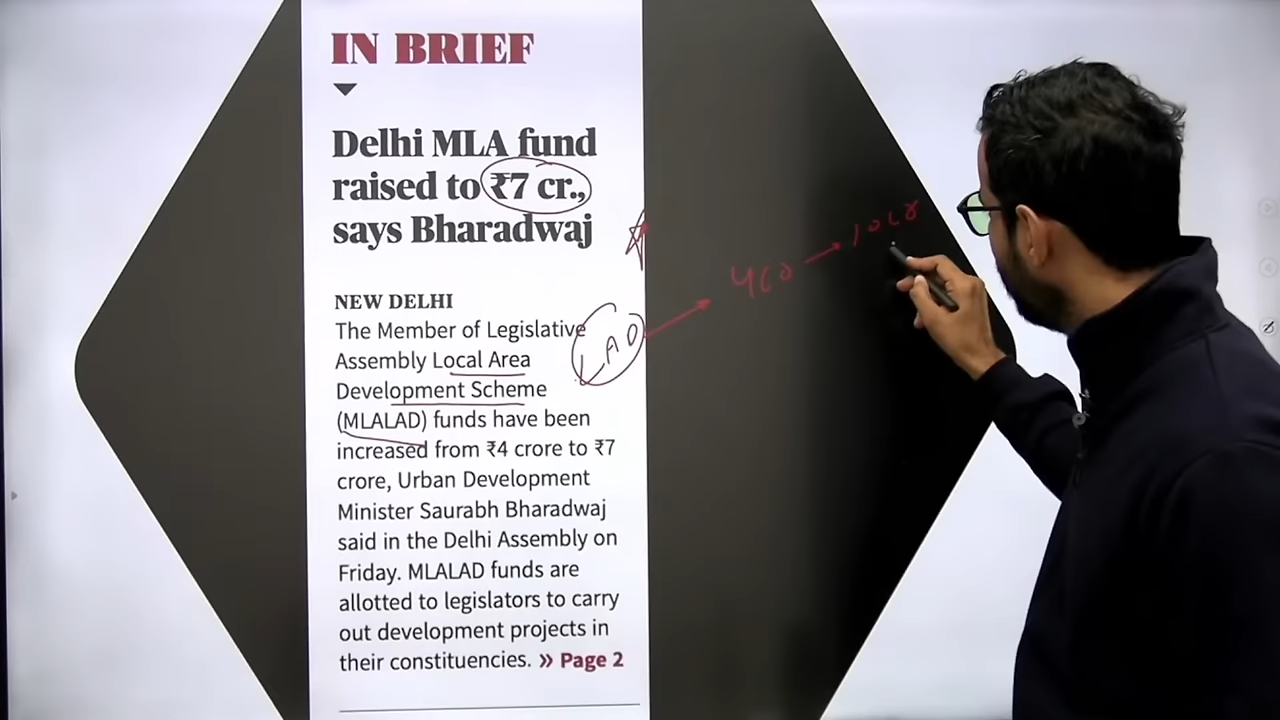 IN BRIEF
Delhi MLA fund
raised to ₹7 cr.,
says Bharadwaj
NEW DELHI
The Member of Legislative
Assembly Local Area
Development Scheme
(MLALAD) funds have been
increased from ₹4 crore to ₹7
crore, Urban Development
Minister Saurabh Bharadwaj
said in the Delhi Assembly on
Friday. MLALAD funds are
allotted to legislators to carry
out development projects in
their constituencies. » Page 2
LAD
→ 4Cr → 10Cr